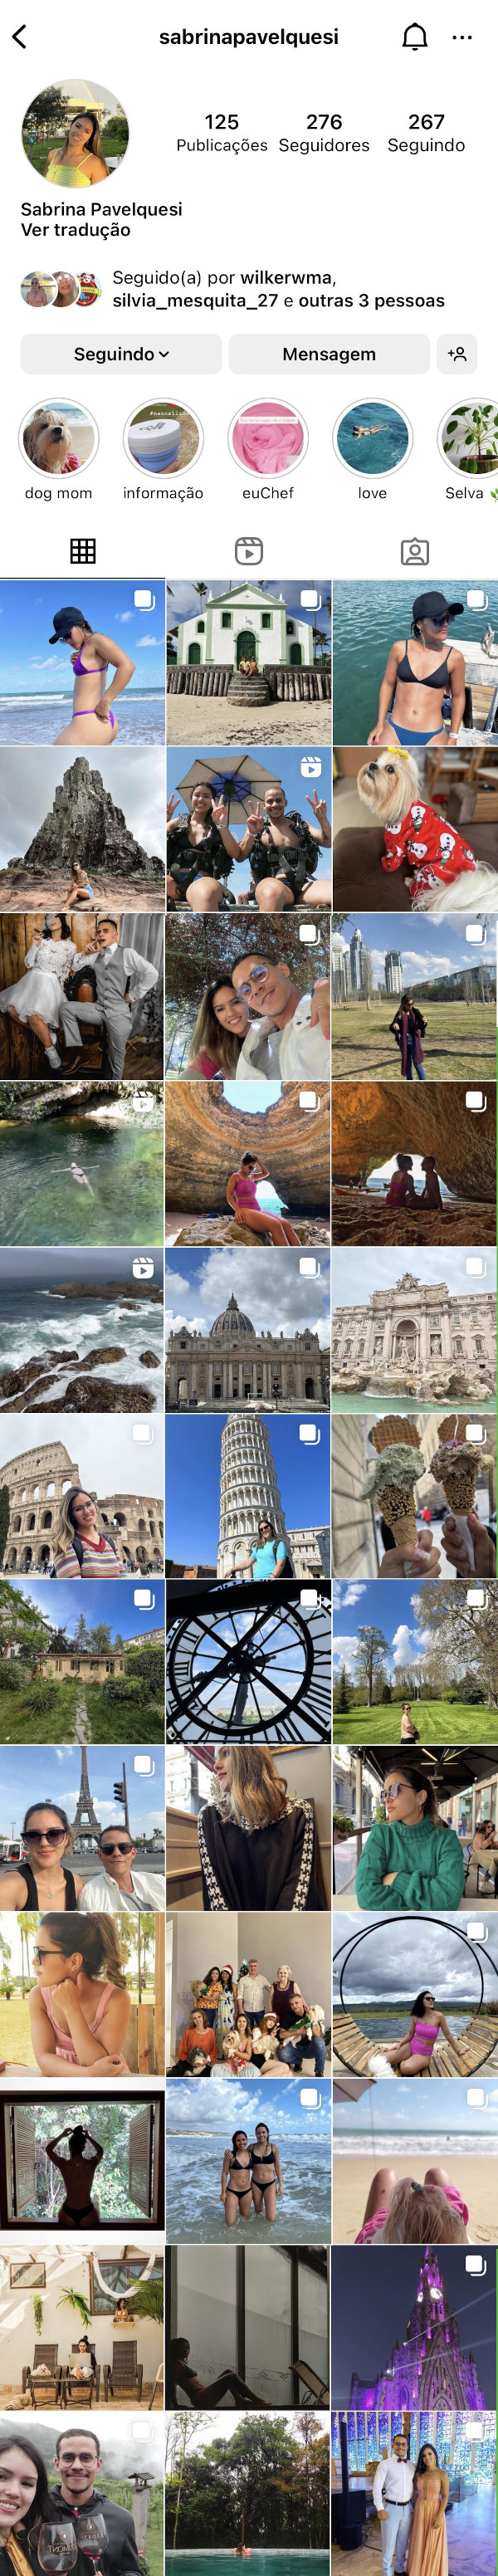 sabrinapavelquesi
125
276
267
Publicações
Seguidores
Seguindo
Sabrina Pavelquesi
Ver tradução
Seguido(a) por wilkerwma,
silvia_mesquita_27 e outras 3 pessoas
Seguindo
Mensagem
dog mom
informação
euChef
love
Selva